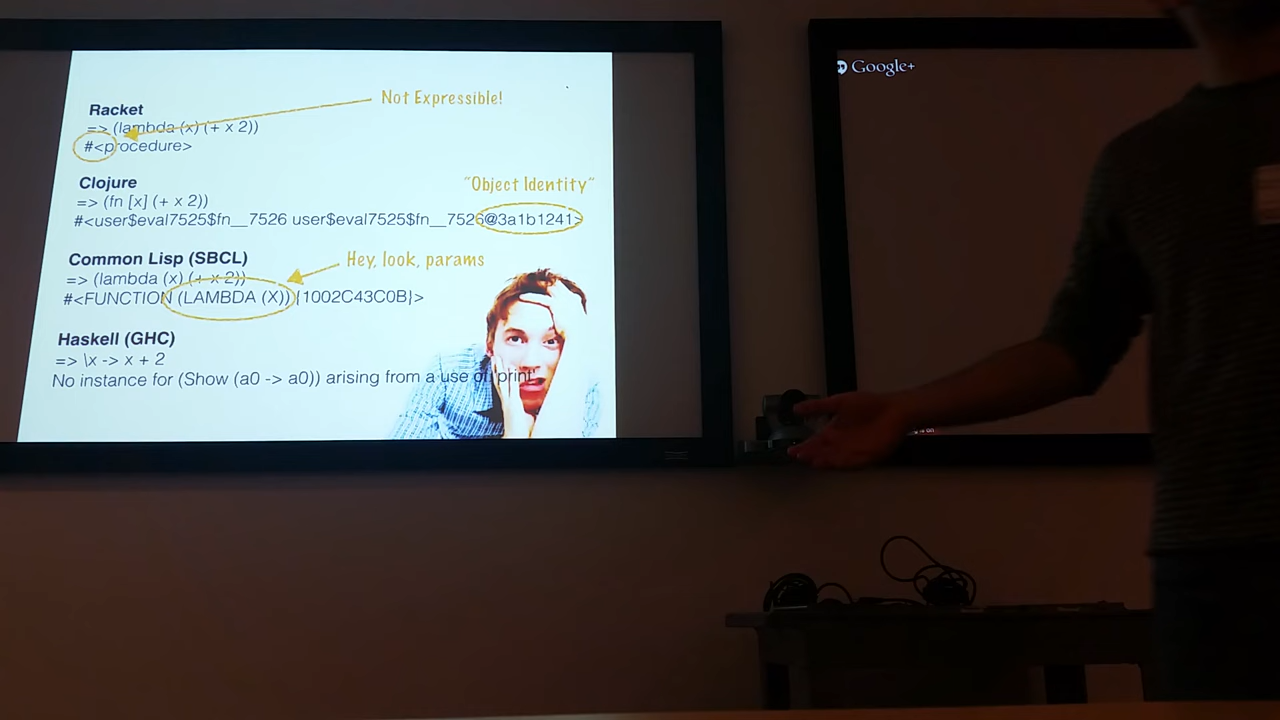 Racket
=> (lambda (x) (+ x 2))
#<procedure>
Not Expressible!
Clojure
=> (fn [x] (+ x 2))
#<user$eval7525$fn__7526 user$eval7525$fn__7526@3a1b1241>
"Object Identity"
Common Lisp (SBCL)
=> (lambda (x) (+ x 2))
#<FUNCTION (LAMBDA (X)) {1002C43C0B}>
Hey, look, params
Haskell (GHC)
=> \x -> x + 2
No instance for (Show (a0 -> a0)) arising from a use of `print'
Google+